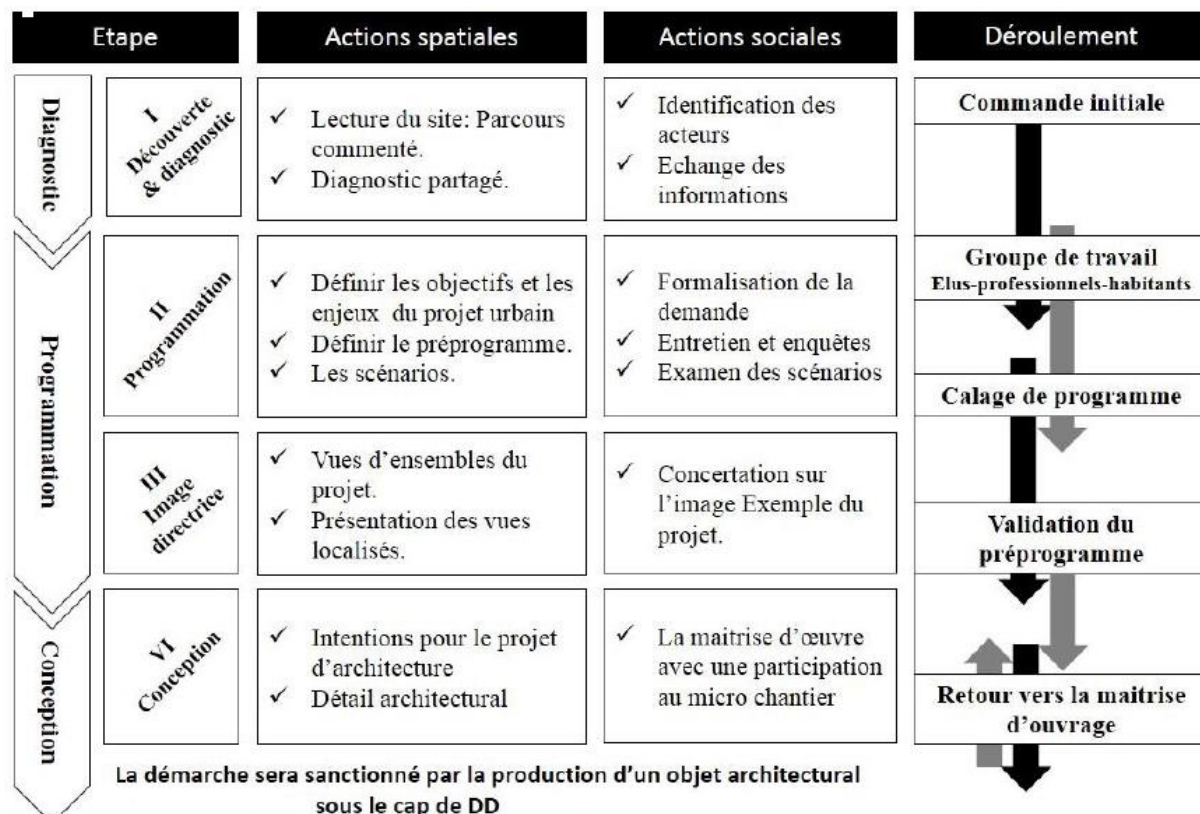 Etape
Actions spatiales
Actions sociales
Déroulement
Diagnostic
I
Découverte
& diagnostic
✓ Lecture du site: Parcours
commenté.
✓ Diagnostic partagé.
✓ Identification des
acteurs
✓ Echange des
informations
Commande initiale
Programmation
II
Programmation
✓ Définir les objectifs et les
enjeux du projet urbain
✓ Définir le préprogramme.
✓ Les scénarios.
✓ Formalisation de la
demande
✓ Entretien et enquêtes
✓ Examen des scénarios
Groupe de travail
Elus-professionnels-habitants
Calage de programme
III
Image
directrice
✓ Vues d'ensembles du
projet.
✓ Présentation des vues
localisés.
✓ Concertation sur
l'image Exemple du
projet.
Validation du
préprogramme
Conception
VI
Conception
✓ Intentions pour le projet
d'architecture
✓ Détail architectural
✓ La maitrise d'œuvre
avec une participation
au micro chantier
Retour vers la maitrise
d'ouvrage
La démarche sera sanctionné par la production d'un objet architectural
sous le cap de DD